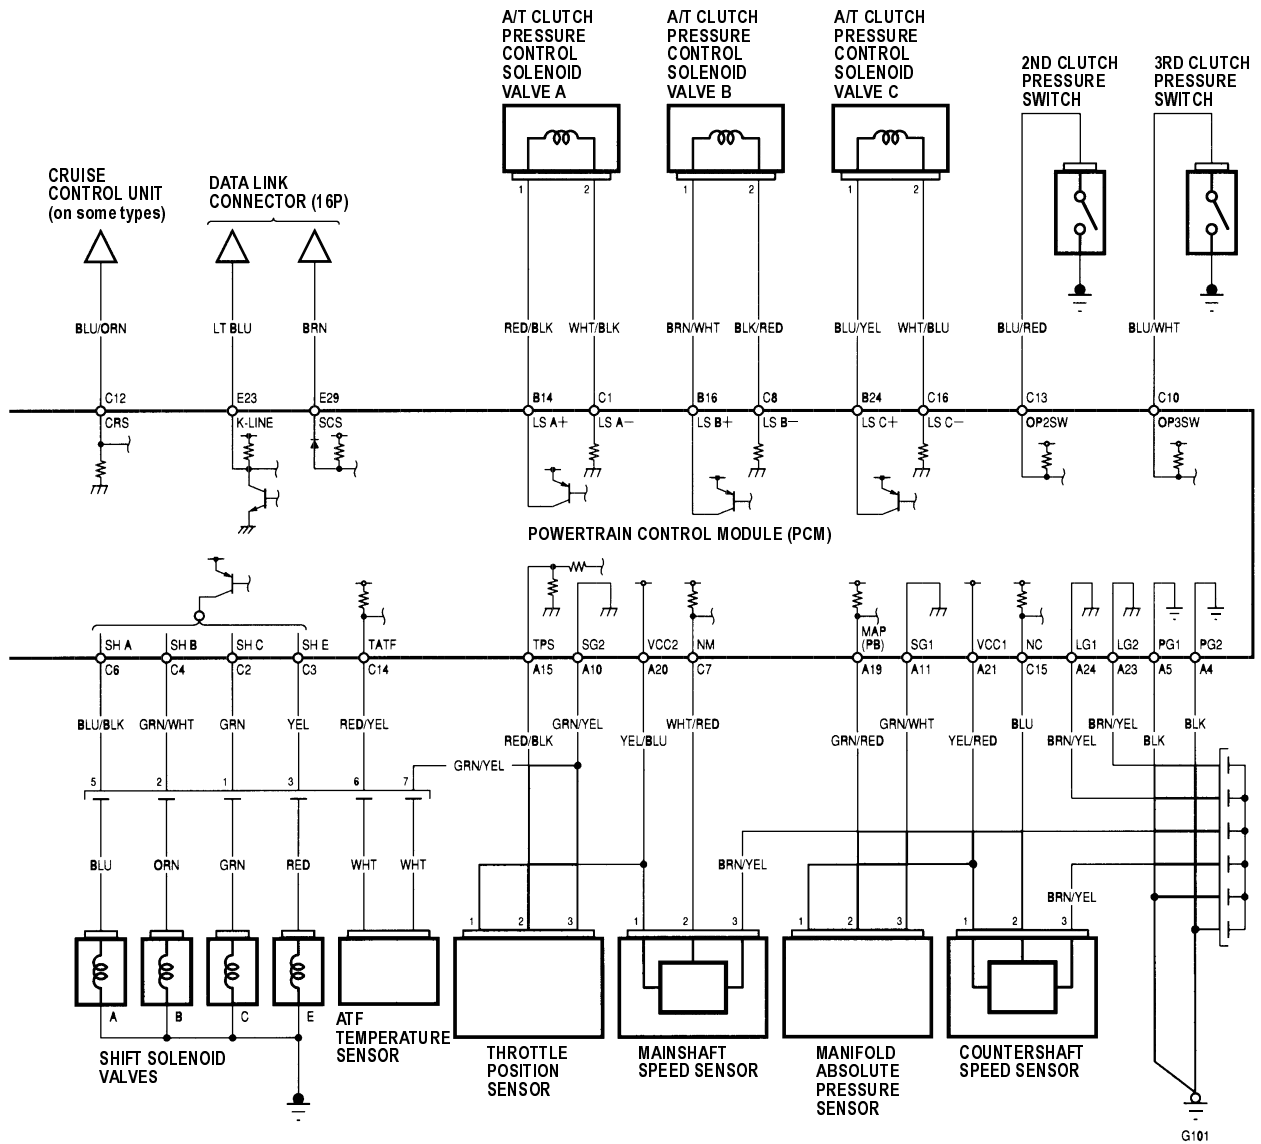 A/T CLUTCH
PRESSURE
CONTROL
SOLENOID
VALVE A
A/T CLUTCH
PRESSURE
CONTROL
SOLENOID
VALVE B
A/T CLUTCH
PRESSURE
CONTROL
SOLENOID
VALVE C
2ND CLUTCH
PRESSURE
SWITCH
3RD CLUTCH
PRESSURE
SWITCH
CRUISE
CONTROL UNIT
(on some types)
DATA LINK
CONNECTOR (16P)
1 2 1 2 1 2
BLU/ORN LT BLU BRN RED/BLK WHT/BLK BRN/WHT BLK/RED BLU/YEL WHT/BLU BLU/RED BLU/WHT
C12 E23 E29 B14 C1 B16 C8 B24 C16 C13 C10
CRS K-LINE SCS LS A+ LS A− LS B+ LS B− LS C+ LS C− OP2SW OP3SW
POWERTRAIN CONTROL MODULE (PCM)
SH A SH B SH C SH E TATF TPS SG2 VCC2 NM MAP
(PB) SG1 VCC1 NC LG1 LG2 PG1 PG2
C6 C4 C2 C3 C14 A15 A10 A20 C7 A19 A11 A21 C15 A24 A23 A5 A4
BLU/BLK GRN/WHT GRN YEL RED/YEL GRN/YEL WHT/RED GRN/WHT BLU BRN/YEL BLK
RED/BLK YEL/BLU GRN/RED YEL/RED BRN/YEL BLK
GRN/YEL
5 2 1 3 6 7
BLU ORN GRN RED WHT WHT BRN/YEL
BRN/YEL
1 2 3 1 2 3 1 2 3 1 2 3
A B C E
SHIFT SOLENOID
VALVES
ATF
TEMPERATURE
SENSOR
THROTTLE
POSITION
SENSOR
MAINSHAFT
SPEED SENSOR
MANIFOLD
ABSOLUTE
PRESSURE
SENSOR
COUNTERSHAFT
SPEED SENSOR
G101